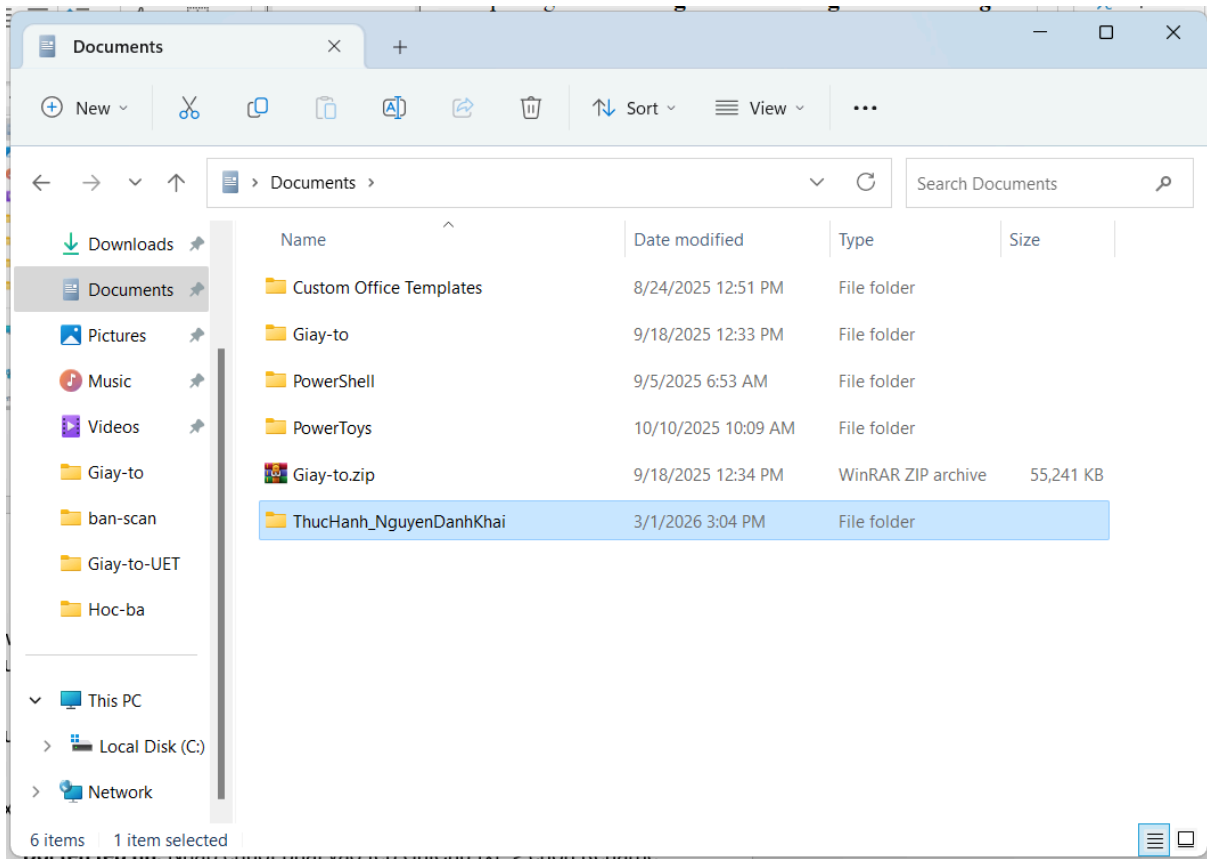 Documents
New
Sort
View
Documents
Search Documents
Downloads
Documents
Pictures
Music
Videos
Giay-to
ban-scan
Giay-to-UET
Hoc-ba
This PC
Local Disk (C:)
Network
Name Date modified Type Size
Custom Office Templates 8/24/2025 12:51 PM File folder
Giay-to 9/18/2025 12:33 PM File folder
PowerShell 9/5/2025 6:53 AM File folder
PowerToys 10/10/2025 10:09 AM File folder
Giay-to.zip 9/18/2025 12:34 PM WinRAR ZIP archive 55,241 KB
ThucHanh_NguyenDanhKhai 3/1/2026 3:04 PM File folder
6 items 1 item selected